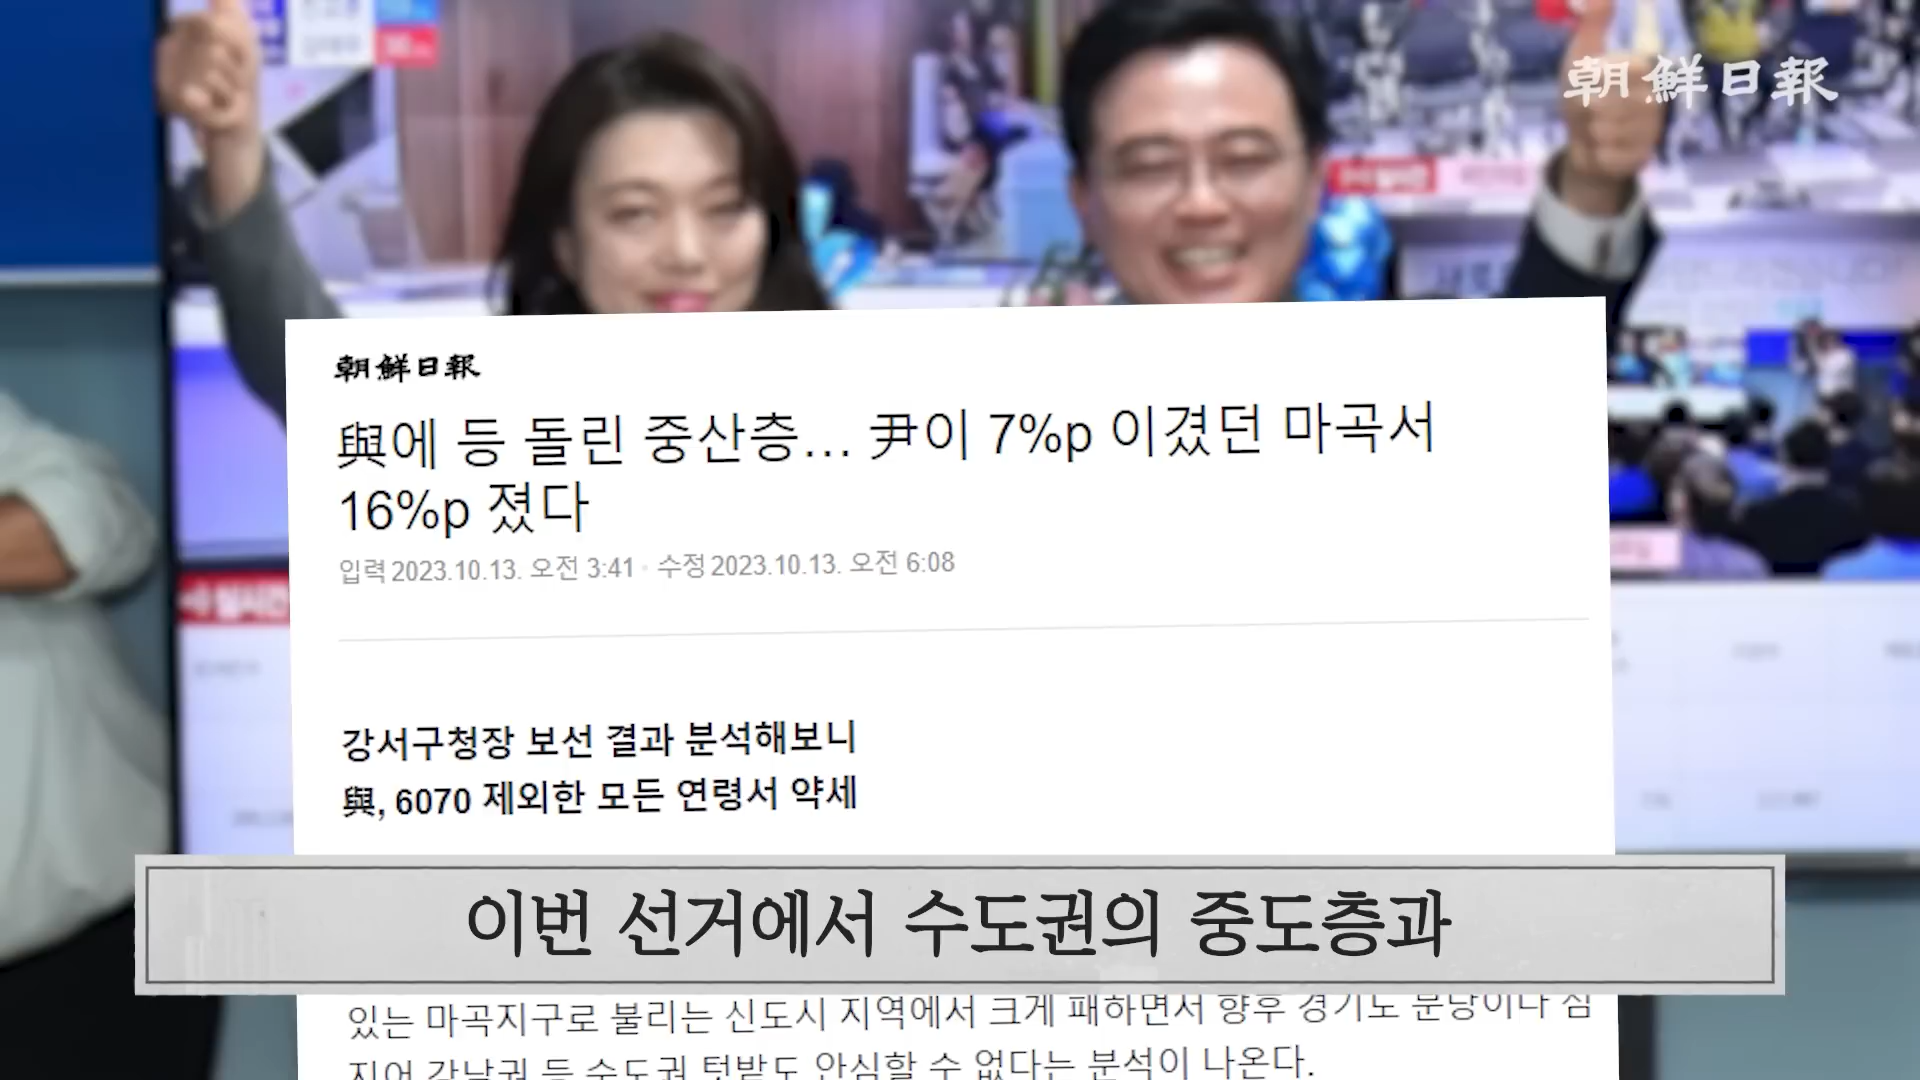 朝鮮日報
朝鮮日報
與에 등 돌린 중산층... 尹이 7%p 이겼던 마곡서
16%p 졌다
입력 2023.10.13. 오전 3:41 · 수정 2023.10.13. 오전 6:08
강서구청장 보선 결과 분석해보니
與, 6070 제외한 모든 연령서 약세
이번 선거에서 수도권의 중도층과
있는 마곡지구로 불리는 신도시 지역에서 크게 패하면서 향후 경기도 분당이나 심
지어 강남권 등 수도권 텃밭도 안심할 수 없다는 분석이 나온다.